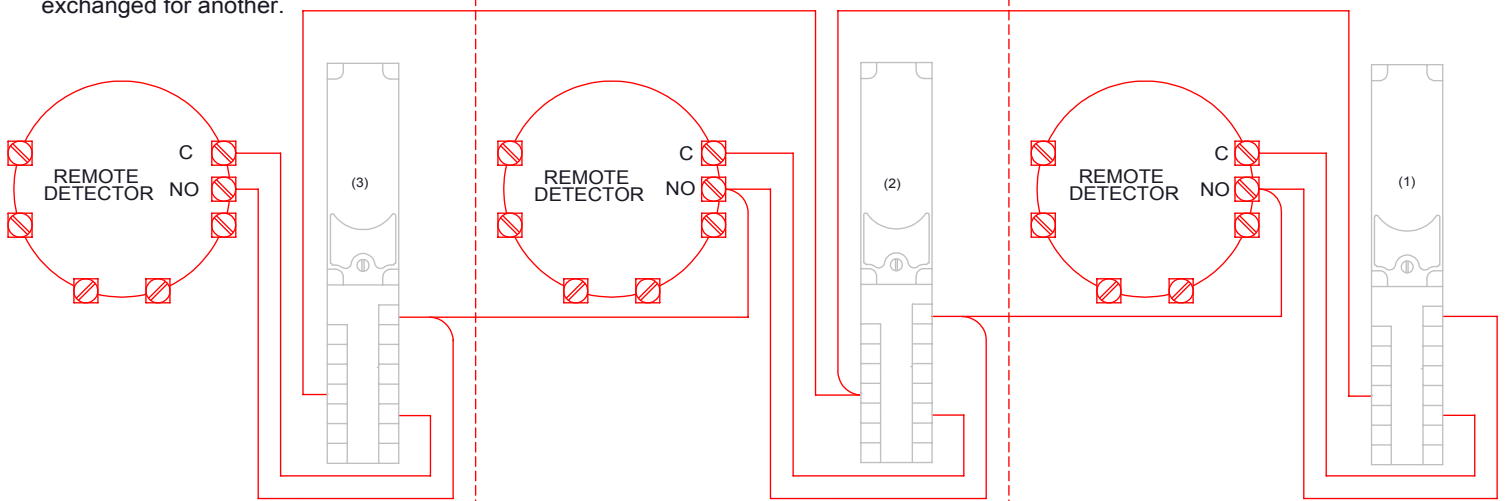 exchanged for another.
C
REMOTE
DETECTOR
NO
(3)
C
REMOTE
DETECTOR
NO
(2)
C
REMOTE
DETECTOR
NO
(1)